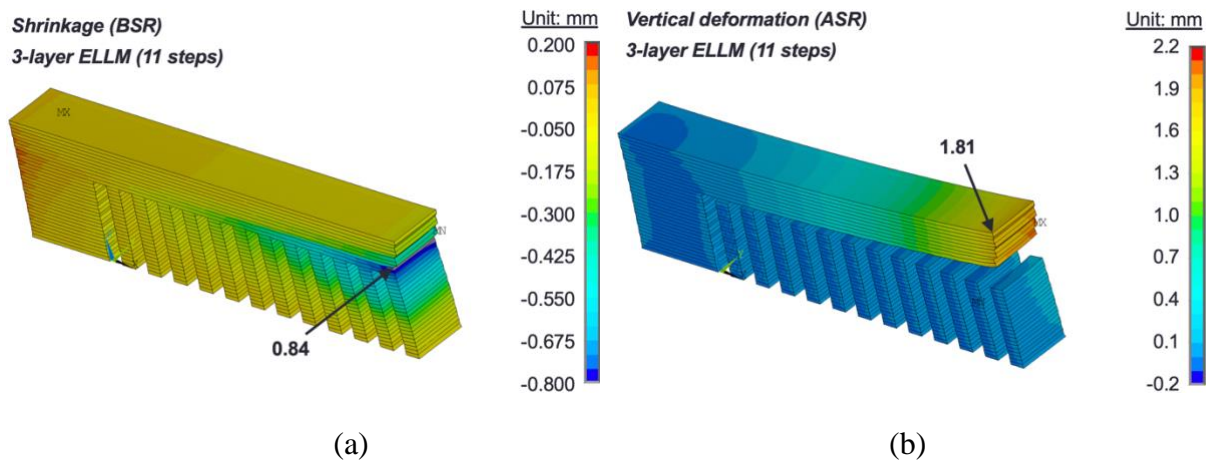 Shrinkage (BSR)
3-layer ELLM (11 steps)
Unit: mm
0.200
0.075
-0.050
-0.175
-0.300
-0.425
-0.550
-0.675
-0.800
MX
MN
0.84
(a)
Vertical deformation (ASR)
3-layer ELLM (11 steps)
Unit: mm
2.2
1.9
1.6
1.3
1.0
0.7
0.4
0.1
-0.2
1.81
MX
(b)